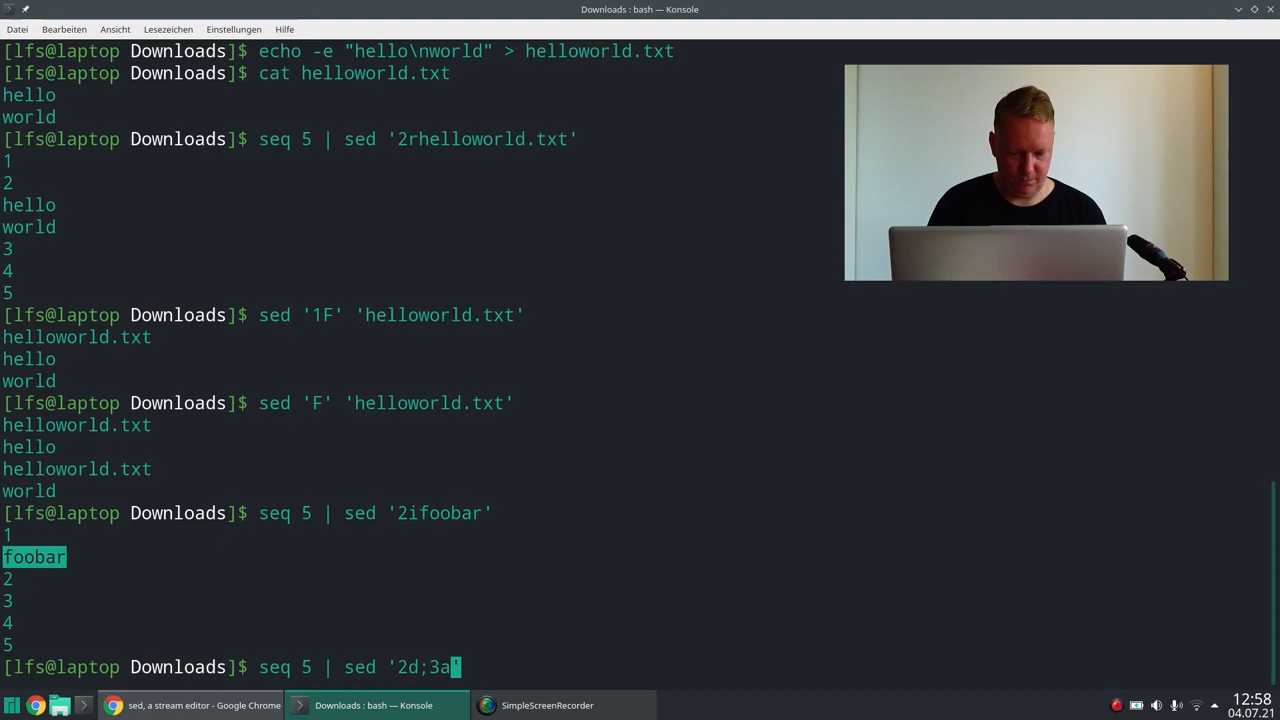 Downloads : bash — Konsole
Datei Bearbeiten Ansicht Lesezeichen Einstellungen Hilfe
[lfs@laptop Downloads]$ echo -e "hello\nworld" > helloworld.txt
[lfs@laptop Downloads]$ cat helloworld.txt
hello
world
[lfs@laptop Downloads]$ seq 5 | sed '2rhelloworld.txt'
1
2
hello
world
3
4
5
[lfs@laptop Downloads]$ sed '1F' 'helloworld.txt'
helloworld.txt
hello
world
[lfs@laptop Downloads]$ sed 'F' 'helloworld.txt'
helloworld.txt
hello
helloworld.txt
world
[lfs@laptop Downloads]$ seq 5 | sed '2ifoobar'
1
foobar
2
3
4
5
[lfs@laptop Downloads]$ seq 5 | sed '2d;3a'
sed, a stream editor - Google Chrome
Downloads : bash — Konsole
SimpleScreenRecorder
12:58
04.07.21